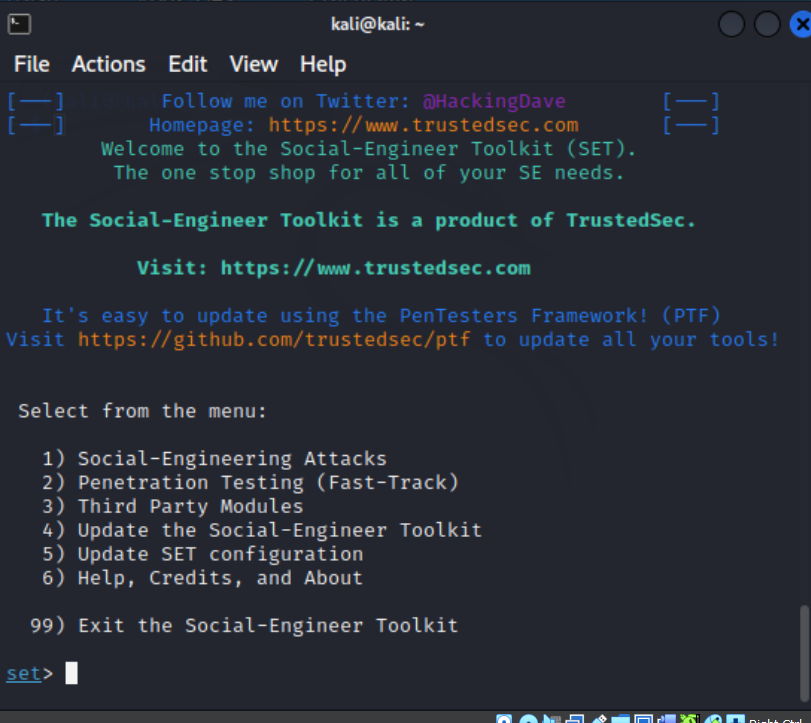 kali@kali: ~
File Actions Edit View Help
[---] Follow me on Twitter: @HackingDave [---]
[---] Homepage: https://www.trustedsec.com [---]
Welcome to the Social-Engineer Toolkit (SET).
The one stop shop for all of your SE needs.
The Social-Engineer Toolkit is a product of TrustedSec.
Visit: https://www.trustedsec.com
It's easy to update using the PenTesters Framework! (PTF)
Visit https://github.com/trustedsec/ptf to update all your tools!
Select from the menu:
1) Social-Engineering Attacks
2) Penetration Testing (Fast-Track)
3) Third Party Modules
4) Update the Social-Engineer Toolkit
5) Update SET configuration
6) Help, Credits, and About
99) Exit the Social-Engineer Toolkit
set>